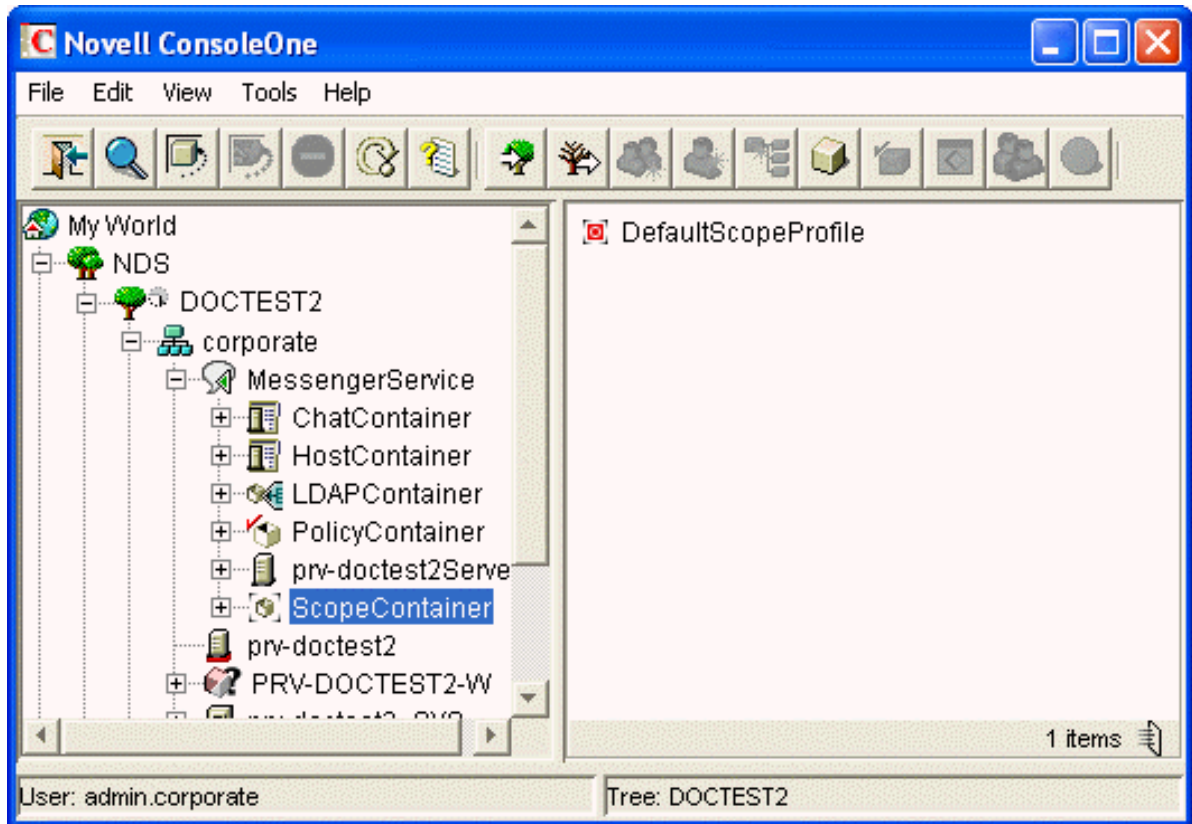 Novell ConsoleOne
File Edit View Tools Help
My World
NDS
DOCTEST2
corporate
MessengerService
ChatContainer
HostContainer
LDAPContainer
PolicyContainer
prv-doctest2Serve
ScopeContainer
prv-doctest2
PRV-DOCTEST2-W
DefaultScopeProfile
1 items
User: admin.corporate
Tree: DOCTEST2